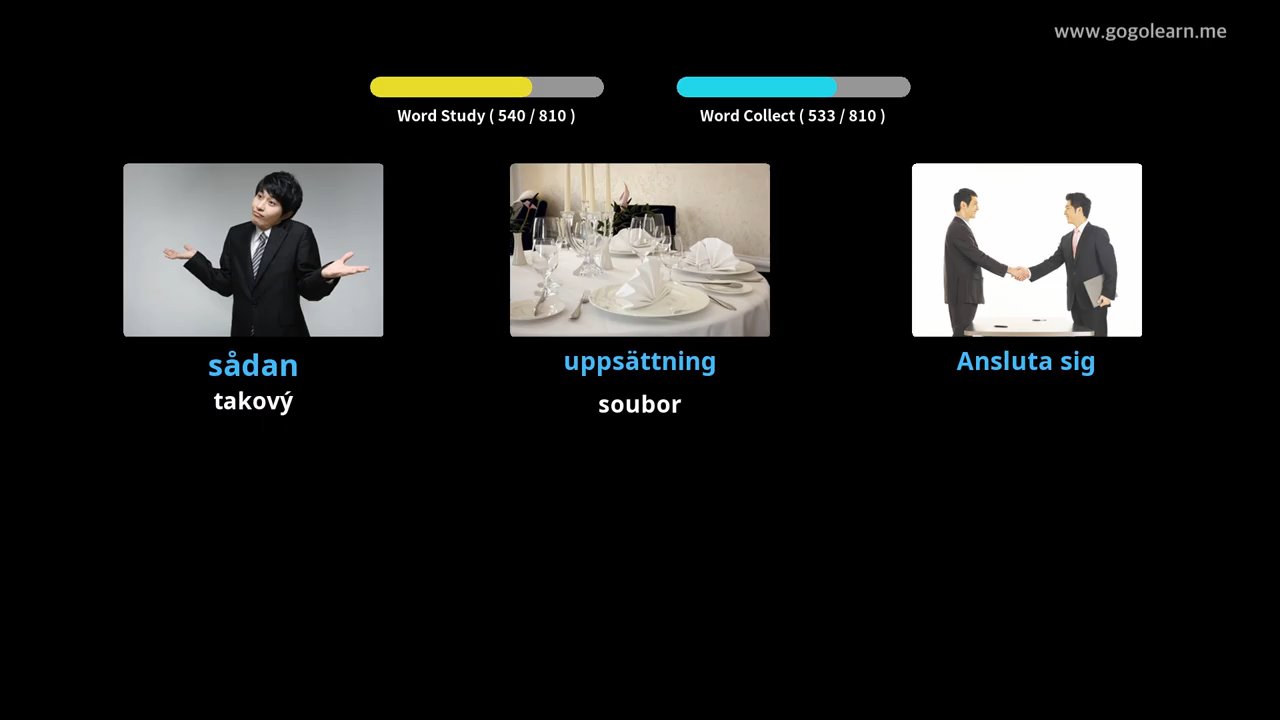 www.gogolearn.me
Word Study ( 540 / 810 )
Word Collect ( 533 / 810 )
sådan
takový
uppsättning
soubor
Ansluta sig